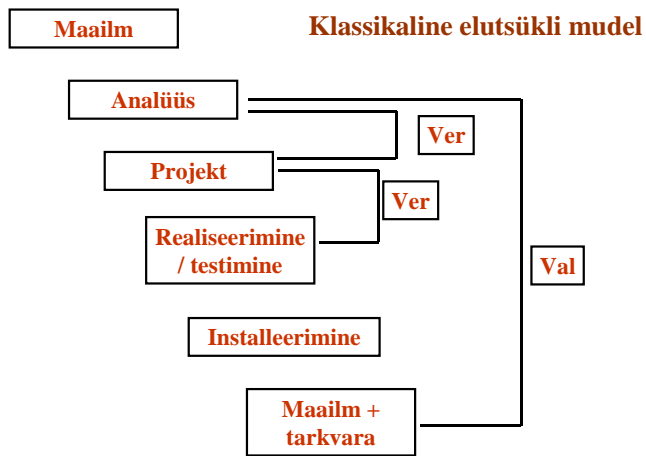 Maailm
Klassikaline elutsükli mudel
Analüüs
Ver
Projekt
Ver
Realiseerimine
/ testimine
Val
Installeerimine
Maailm +
tarkvara